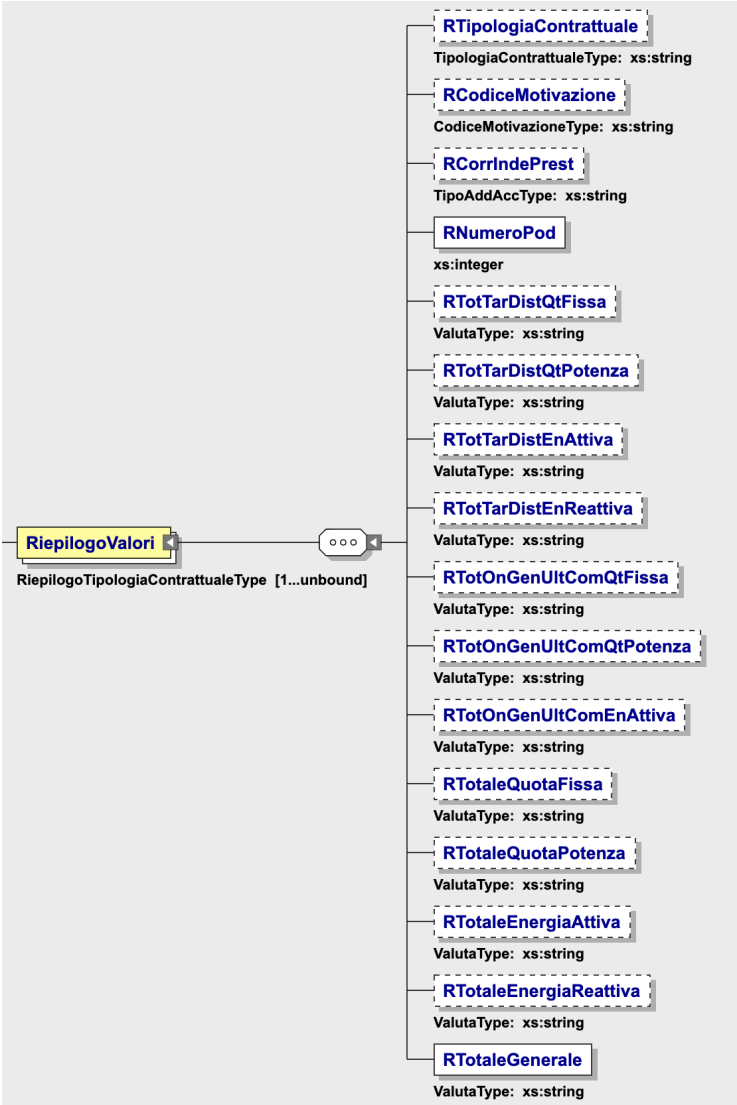 RTipologiaContrattuale
TipologiaContrattualeType: xs:string
RCodiceMotivazione
CodiceMotivazioneType: xs:string
RCorrIndePrest
TipoAddAccType: xs:string
RNumeroPod
xs:integer
RTotTarDistQtFissa
ValutaType: xs:string
RTotTarDistQtPotenza
ValutaType: xs:string
RTotTarDistEnAttiva
ValutaType: xs:string
RTotTarDistEnReattiva
ValutaType: xs:string
RiepilogoValori
RiepilogoTipologiaContrattualeType [1...unbound]
RTotOnGenUltComQtFissa
ValutaType: xs:string
RTotOnGenUltComQtPotenza
ValutaType: xs:string
RTotOnGenUltComEnAttiva
ValutaType: xs:string
RTotaleQuotaFissa
ValutaType: xs:string
RTotaleQuotaPotenza
ValutaType: xs:string
RTotaleEnergiaAttiva
ValutaType: xs:string
RTotaleEnergiaReattiva
ValutaType: xs:string
RTotaleGenerale
ValutaType: xs:string